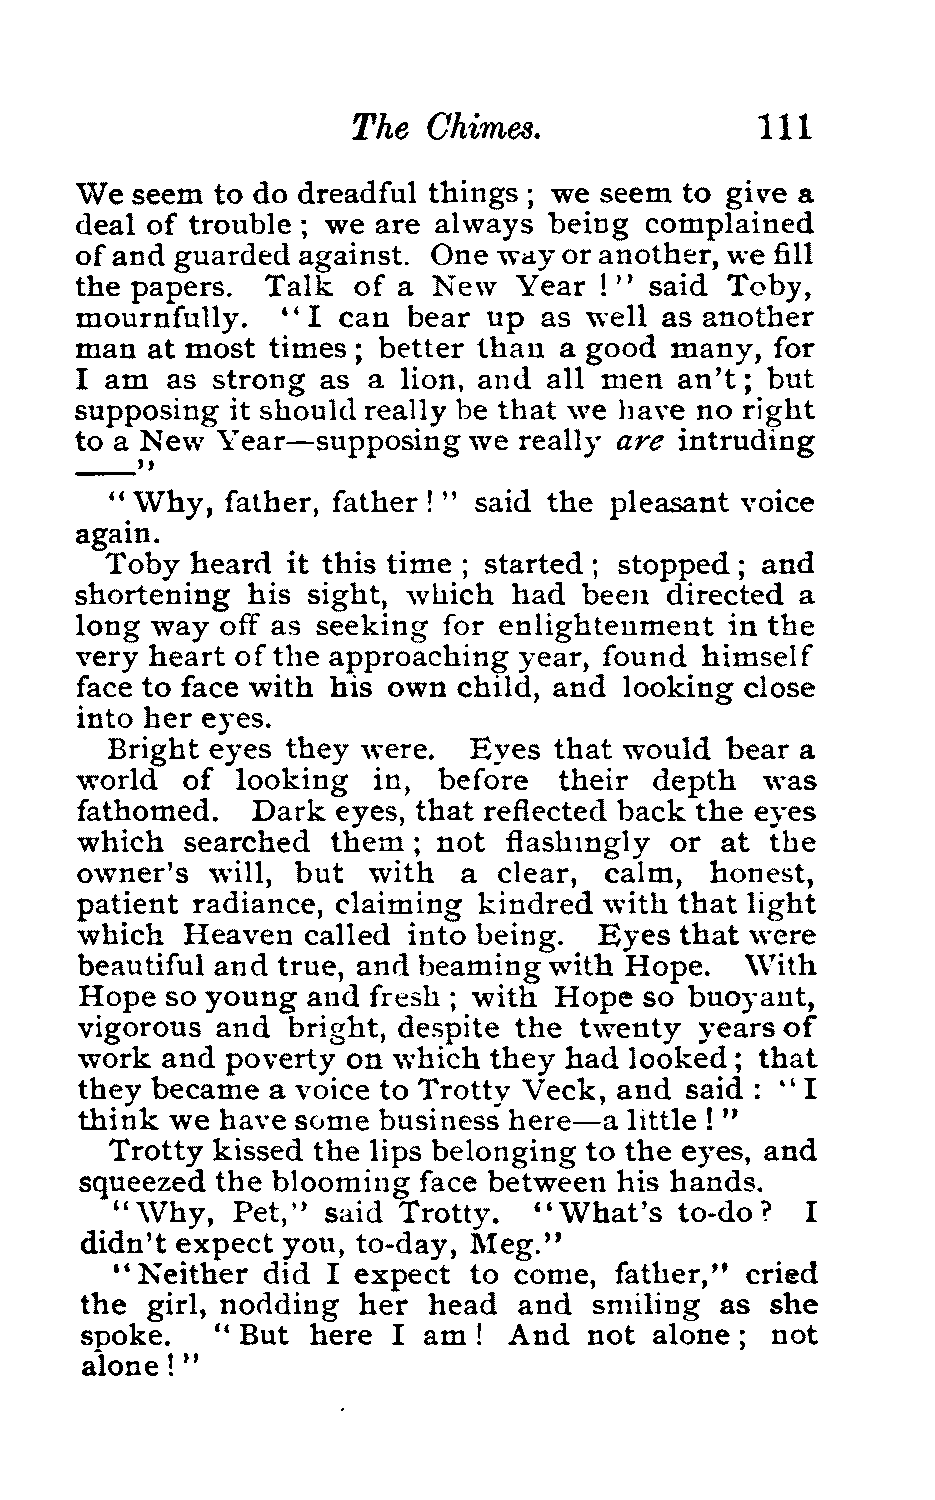 The Chimes. 111
We seem to do dreadful things; we seem to give a
deal of trouble; we are always being complained
of and guarded against. One way or another, we fill
the papers. Talk of a New Year!" said Toby,
mournfully. "I can bear up as well as another
man at most times; better than a good many, for
I am as strong as a lion, and all men an't; but
supposing it should really be that we have no right
to a New Year—supposing we really are intruding
——"
"Why, father, father!" said the pleasant voice
again.
Toby heard it this time; started; stopped; and
shortening his sight, which had been directed a
long way off as seeking for enlightenment in the
very heart of the approaching year, found himself
face to face with his own child, and looking close
into her eyes.
Bright eyes they were. Eyes that would bear a
world of looking in, before their depth was
fathomed. Dark eyes, that reflected back the eyes
which searched them; not flashingly or at the
owner's will, but with a clear, calm, honest,
patient radiance, claiming kindred with that light
which Heaven called into being. Eyes that were
beautiful and true, and beaming with Hope. With
Hope so young and fresh; with Hope so buoyant,
vigorous and bright, despite the twenty years of
work and poverty on which they had looked; that
they became a voice to Trotty Veck, and said: "I
think we have some business here—a little!"
Trotty kissed the lips belonging to the eyes, and
squeezed the blooming face between his hands.
"Why, Pet," said Trotty. "What's to-do? I
didn't expect you, to-day, Meg."
"Neither did I expect to come, father," cried
the girl, nodding her head and smiling as she
spoke. "But here I am! And not alone; not
alone!"